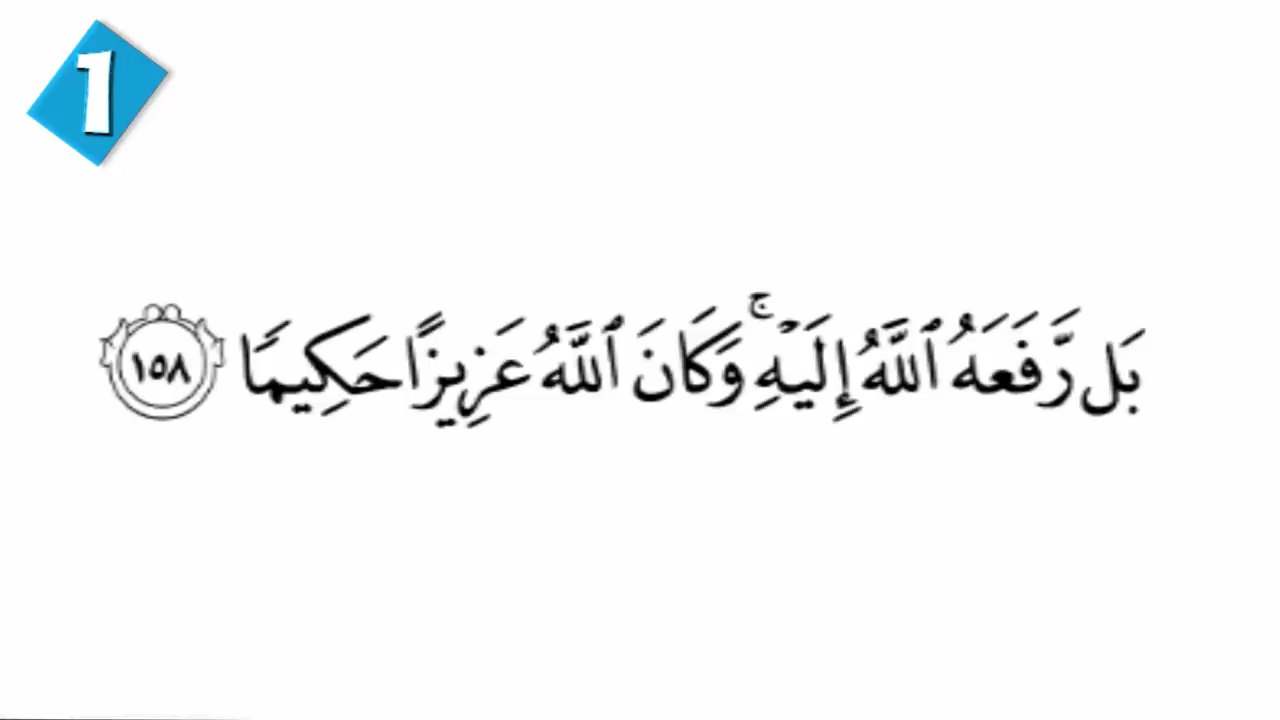 1
بَل رَّفَعَهُ ٱللَّهُ إِلَيۡهِۚ وَكَانَ ٱللَّهُ عَزِيزًا حَكِيمٗا ١٥٨